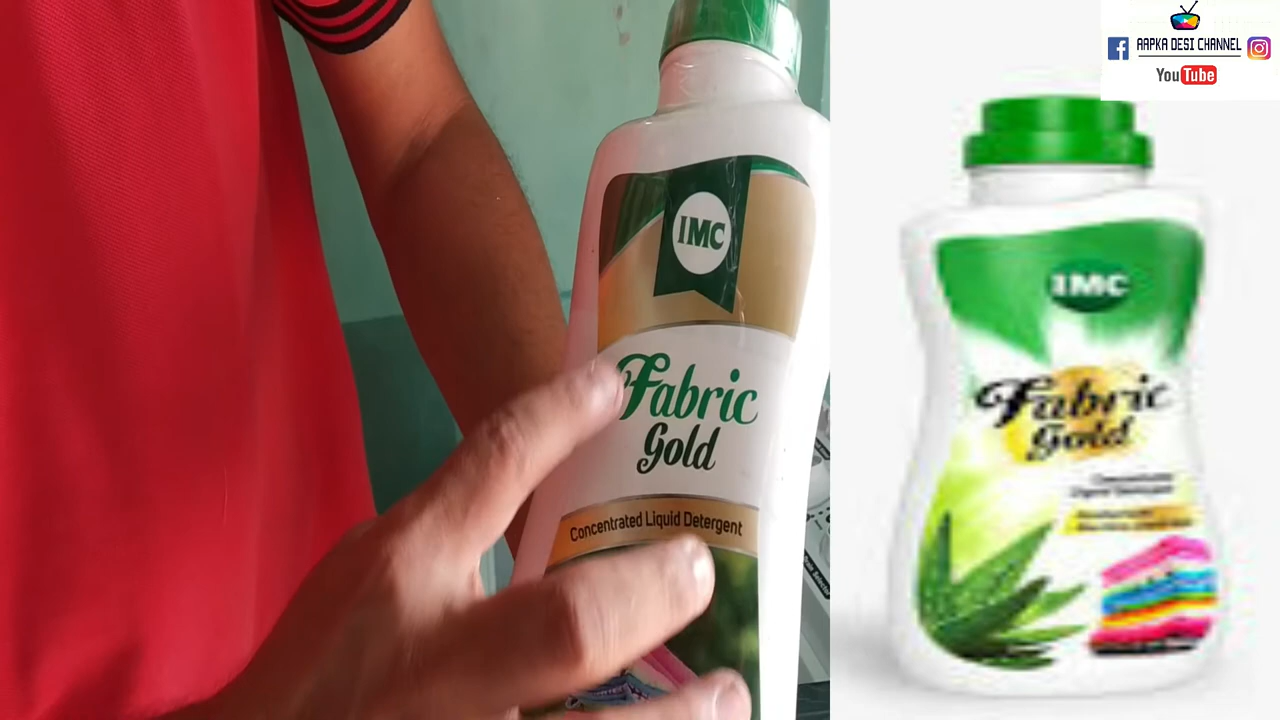 IMC
Fabric
Gold
Concentrated Liquid Detergent
AAPKA DESI CHANNEL
YouTube
IMC
Fabric
Gold